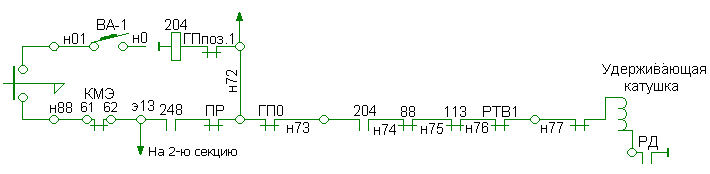 ВА-1
204
н01
н0
ГПпоз.1
н72
Удерживающая
катушка
КМЭ
н88
61
62
э13
248
ПР
ГП0
н73
204
н74
88
н75
113
н76
РТВ1
н77
РД
На 2-ю секцию